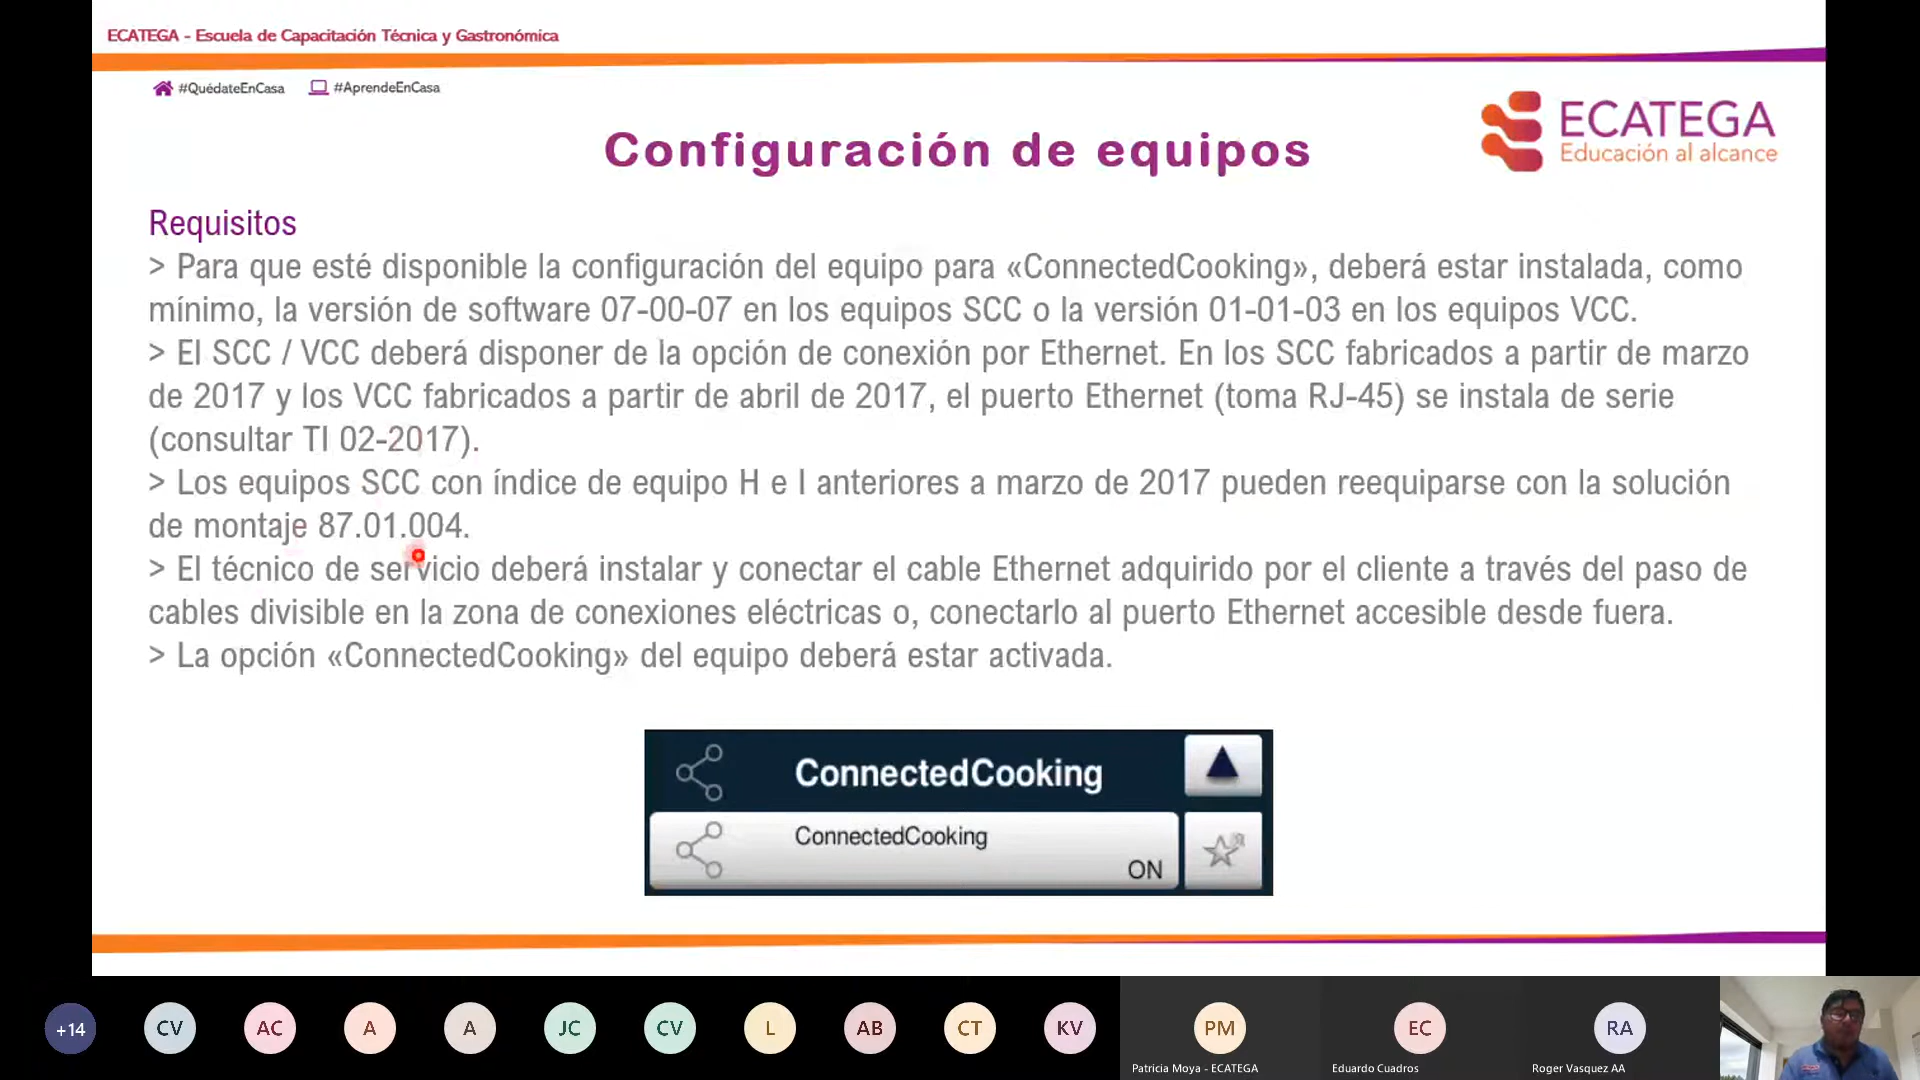 ECATEGA - Escuela de Capacitación Técnica y Gastronómica
#QuédateEnCasa #AprendeEnCasa
ECATEGA
Educación al alcance
Configuración de equipos
Requisitos
> Para que esté disponible la configuración del equipo para «ConnectedCooking», deberá estar instalada, como
mínimo, la versión de software 07-00-07 en los equipos SCC o la versión 01-01-03 en los equipos VCC.
> El SCC / VCC deberá disponer de la opción de conexión por Ethernet. En los SCC fabricados a partir de marzo
de 2017 y los VCC fabricados a partir de abril de 2017, el puerto Ethernet (toma RJ-45) se instala de serie
(consultar TI 02-2017).
> Los equipos SCC con índice de equipo H e I anteriores a marzo de 2017 pueden reequiparse con la solución
de montaje 87.01.004.
> El técnico de servicio deberá instalar y conectar el cable Ethernet adquirido por el cliente a través del paso de
cables divisible en la zona de conexiones eléctricas o, conectarlo al puerto Ethernet accesible desde fuera.
> La opción «ConnectedCooking» del equipo deberá estar activada.
ConnectedCooking
ConnectedCooking
ON
+14 CV AC A A JC CV L AB CT KV PM EC RA
Patricia Moya - ECATEGA Eduardo Cuadros Roger Vasquez AA